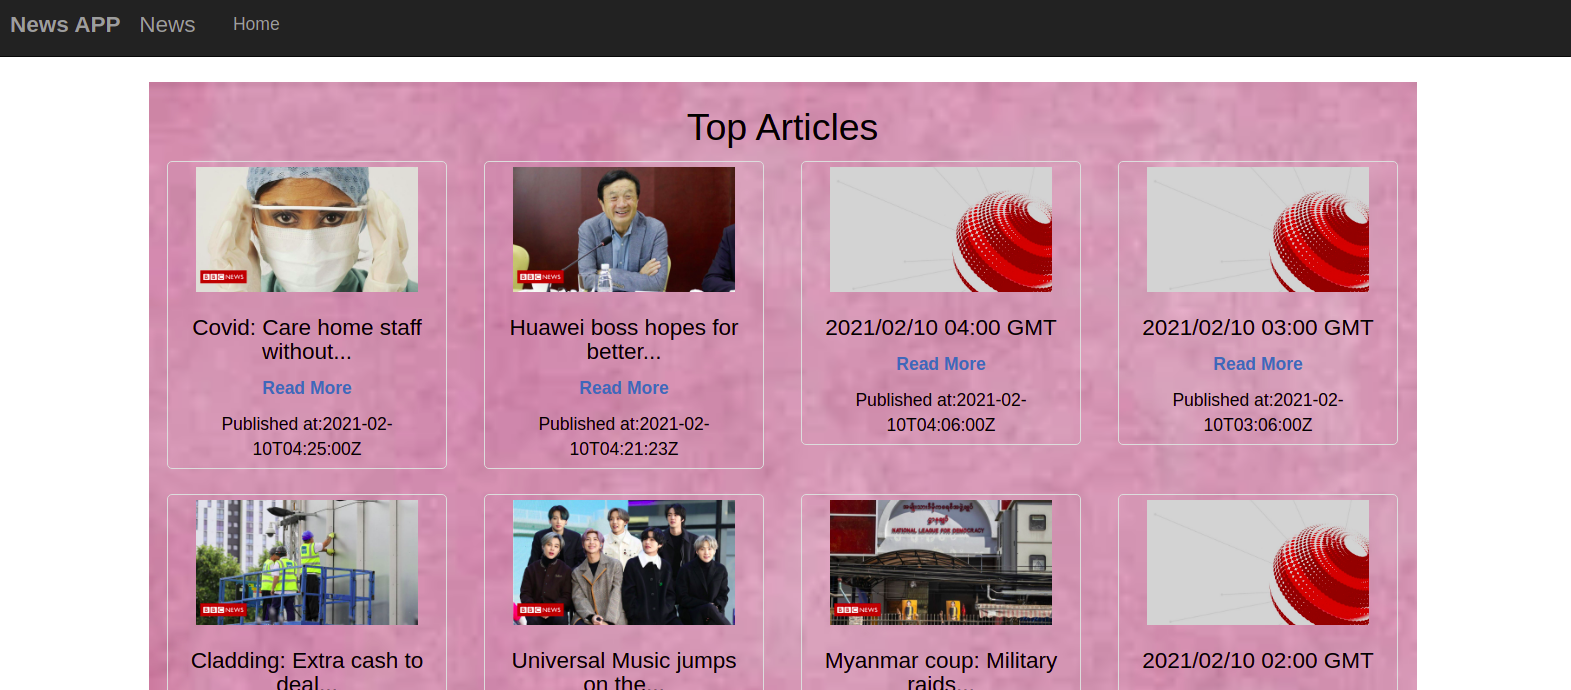 News APP News Home
Top Articles
BBC NEWS
BBC NEWS
Covid: Care home staff
without...
Read More
Published at:2021-02-
10T04:25:00Z
Huawei boss hopes for
better...
Read More
Published at:2021-02-
10T04:21:23Z
2021/02/10 04:00 GMT
Read More
Published at:2021-02-
10T04:06:00Z
2021/02/10 03:00 GMT
Read More
Published at:2021-02-
10T03:06:00Z
BBC NEWS
BBC NEWS
NATIONAL LEAGUE FOR DEMOCRACY
BBC NEWS
Cladding: Extra cash to
deal...
Universal Music jumps
on the...
Myanmar coup: Military
raids...
2021/02/10 02:00 GMT